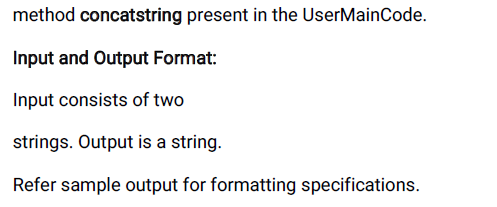 method concatstring present in the UserMainCode.
Input and Output Format:
Input consists of two
strings. Output is a string.
Refer sample output for formatting specifications.